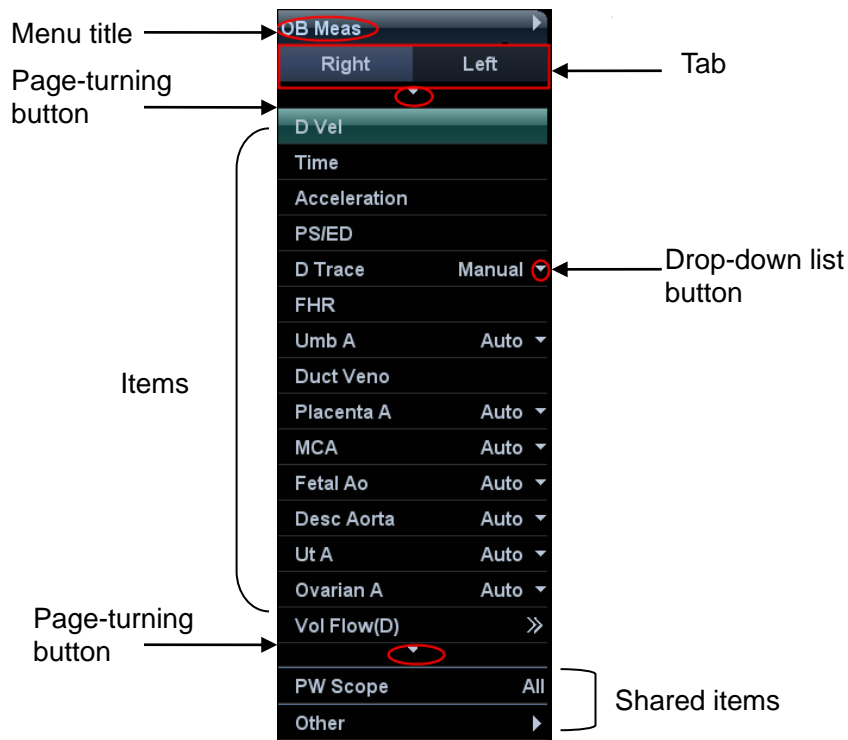 Menu title
OB Meas
Right Left
Tab
Page-turning
button
D Vel
Time
Acceleration
PS/ED
D Trace Manual
Drop-down list
button
FHR
Umb A Auto
Items
Duct Veno
Placenta A Auto
MCA Auto
Fetal Ao Auto
Desc Aorta Auto
Ut A Auto
Ovarian A Auto
Page-turning
button
Vol Flow(D) »
PW Scope All
Shared items
Other